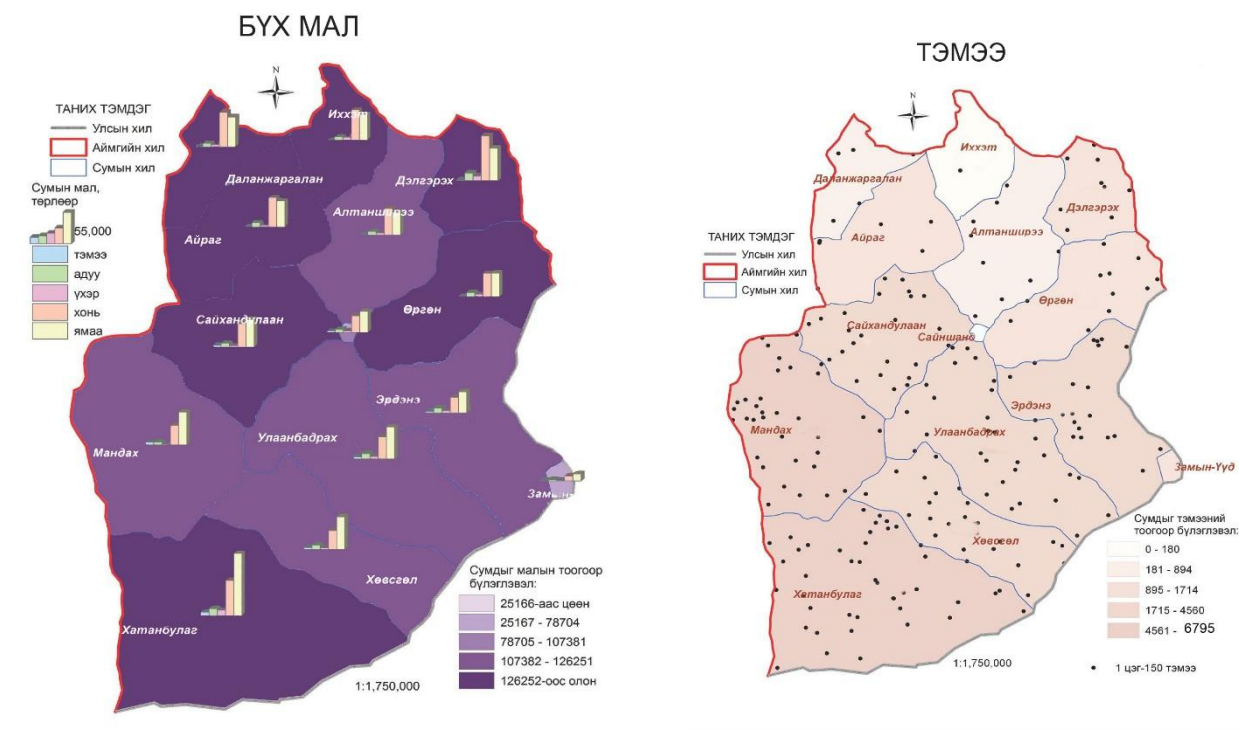 БҮХ МАЛ
N
ТАНИХ ТЭМДЭГ
Улсын хил
Аймгийн хил
Сумын хил
Сумын мал,
төрлөөр
55,000
тэмээ
адуу
үхэр
хонь
ямаа
Иххэт
Даланжаргалан
Дэлгэрэх
Алтанширээ
Айраг
Өргөн
Сайхандулаан
Эрдэнэ
Улаанбадрах
Мандах
Замын-
Хөвсгөл
Хатанбулаг
Сумдыг малын тоогоор
бүлэглэвэл:
25166-аас цөөн
25167 - 78704
78705 - 107381
107382 - 126251
126252-оос олон
1:1,750,000
ТЭМЭЭ
N
ТАНИХ ТЭМДЭГ
Улсын хил
Аймгийн хил
Сумын хил
Иххэт
Даланжаргалан
Дэлгэрэх
Алтанширээ
Айраг
Өргөн
Сайхандулаан
Сайншанд
Эрдэнэ
Мандах
Улаанбадрах
Замын-Үүд
Хөвсгөл
Хатанбулаг
Сумдыг тэмээний
тоогоор бүлэглэвэл:
0 - 180
181 - 894
895 - 1714
1715 - 4560
4561 - 6795
1:1,750,000
1 цэг-150 тэмээ